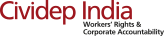 Cividep India
Workers' Rights &
Corporate Accountability